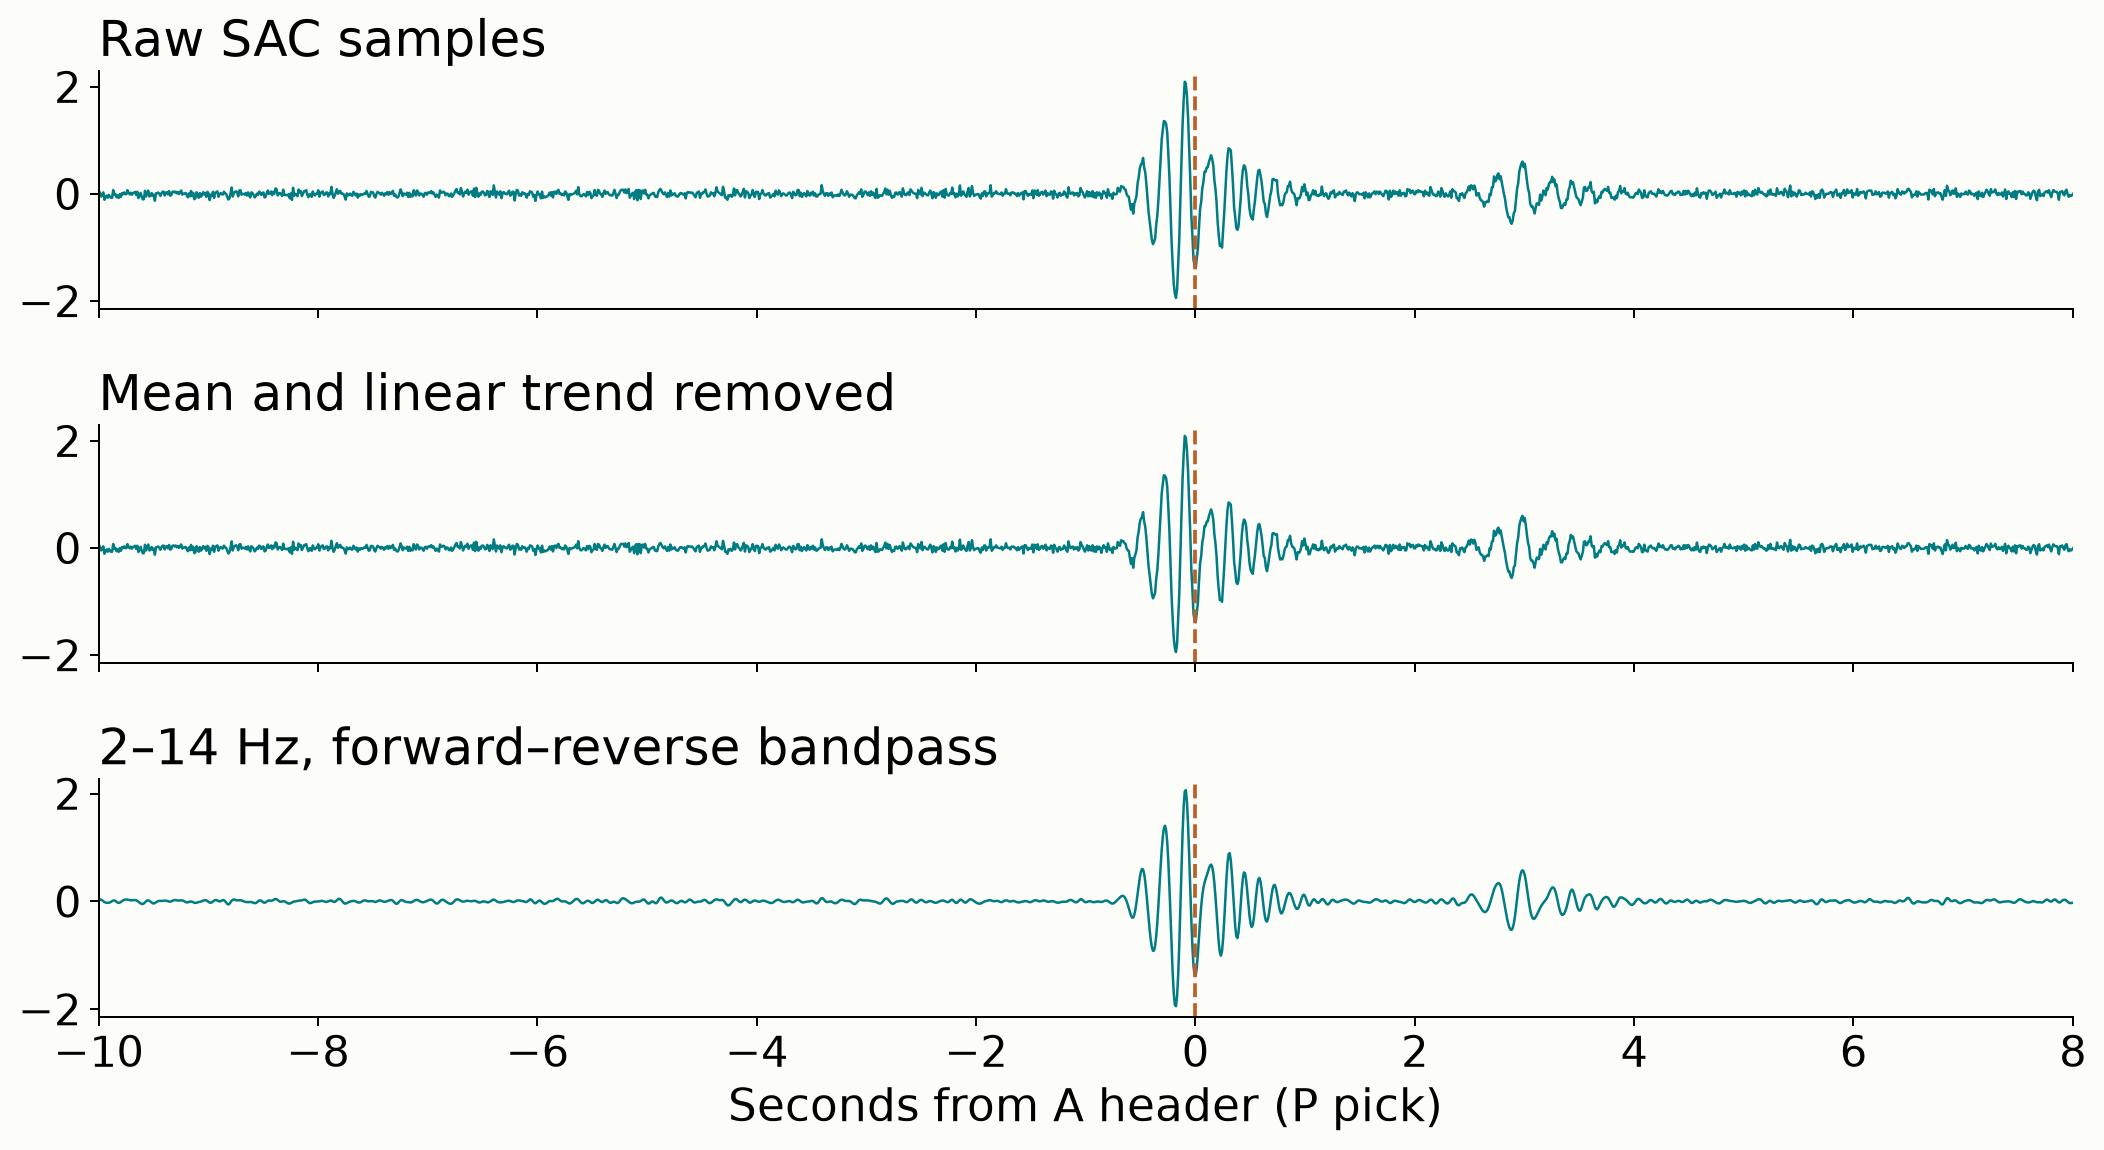 Raw SAC samples
2
0
−2
Mean and linear trend removed
2
0
−2
2–14 Hz, forward–reverse bandpass
2
0
−2
−10 −8 −6 −4 −2 0 2 4 6 8
Seconds from A header (P pick)